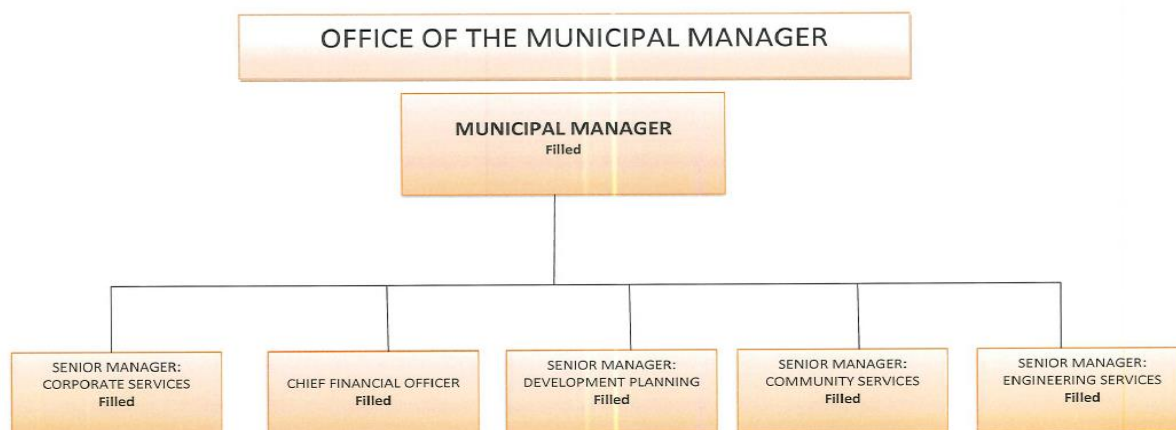 OFFICE OF THE MUNICIPAL MANAGER
MUNICIPAL MANAGER
Filled
SENIOR MANAGER:
CORPORATE SERVICES
Filled
CHIEF FINANCIAL OFFICER
Filled
SENIOR MANAGER:
DEVELOPMENT PLANNING
Filled
SENIOR MANAGER:
COMMUNITY SERVICES
Filled
SENIOR MANAGER:
ENGINEERING SERVICES
Filled